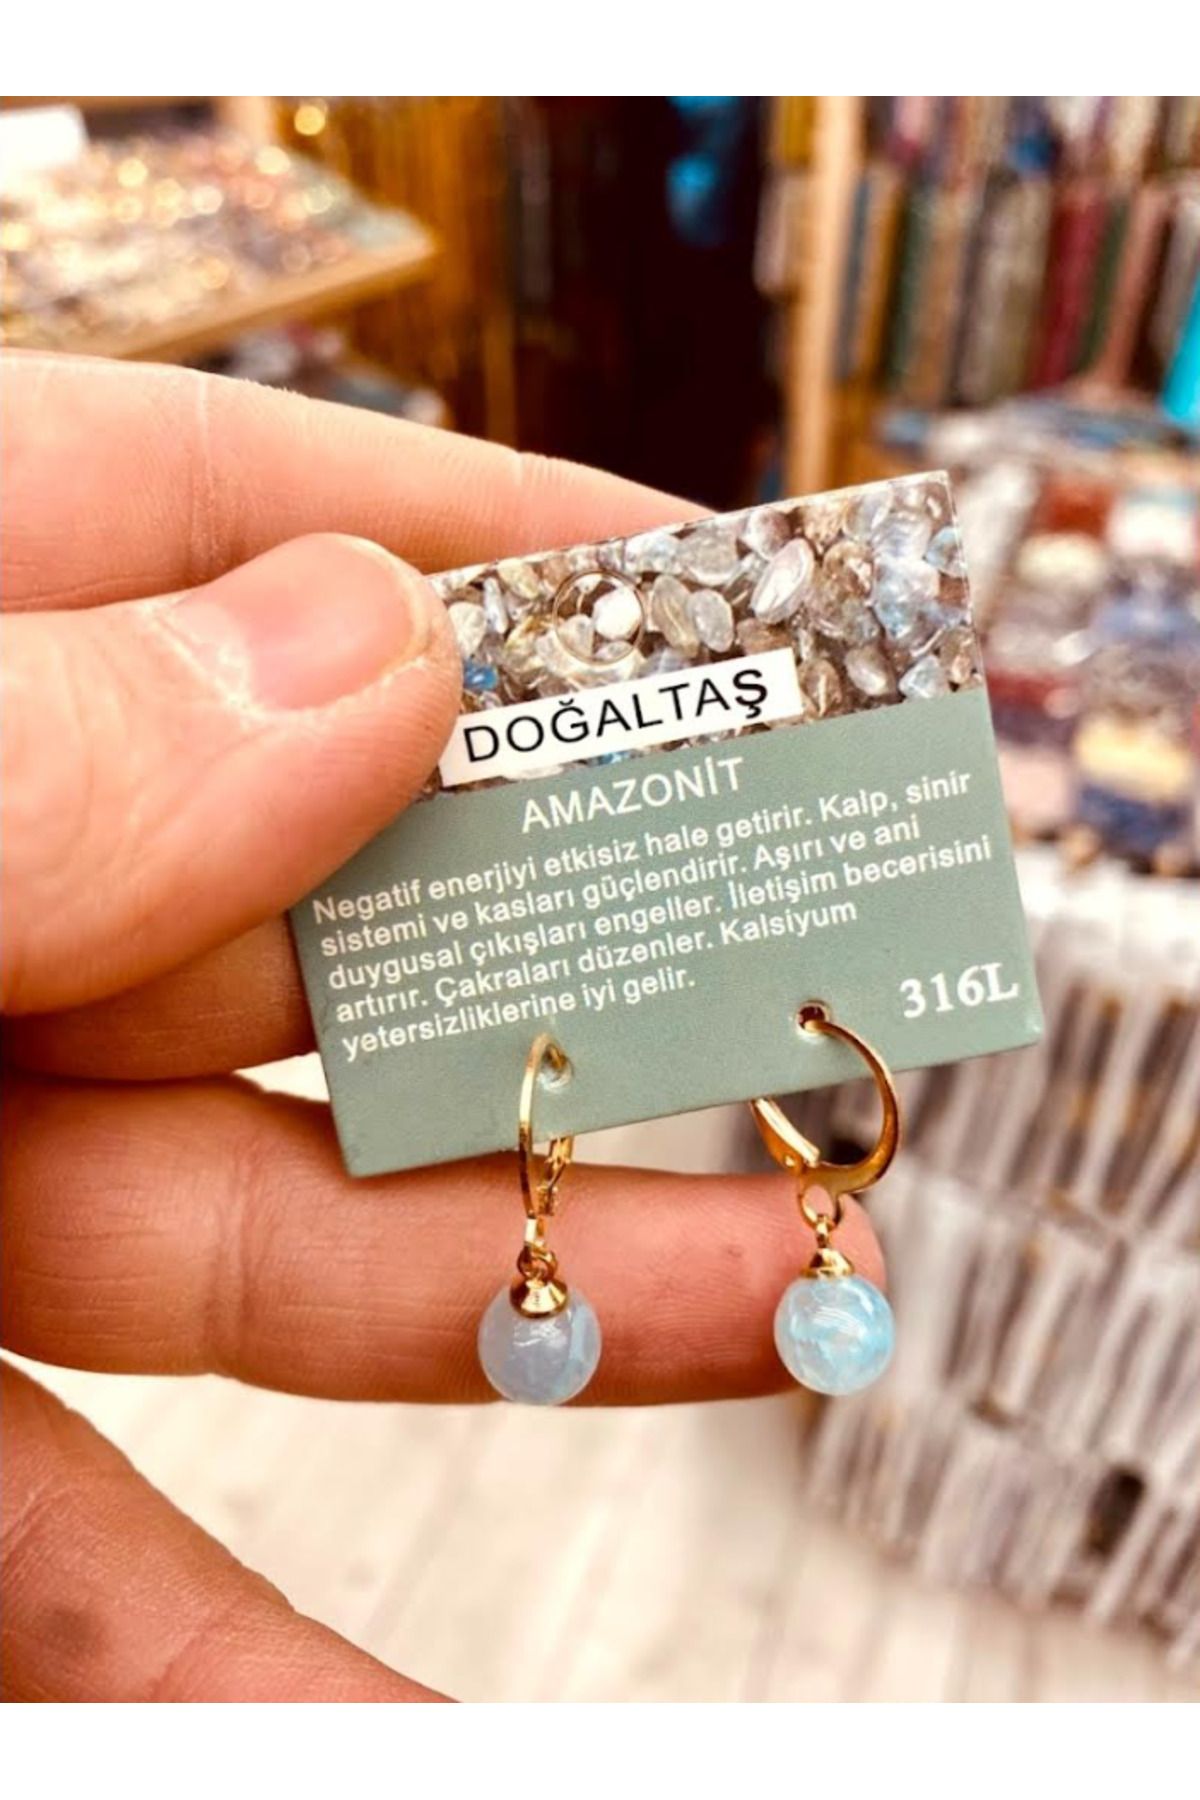 DOĞALTAŞ
AMAZONİT
Negatif enerjiyi etkisiz hale getirir. Kalp, sinir
sistemi ve kasları güçlendirir. Aşırı ve ani
duygusal çıkışları engeller. İletişim becerisini
artırır. Çakraları düzenler. Kalsiyum
yetersizliklerine iyi gelir.
316L